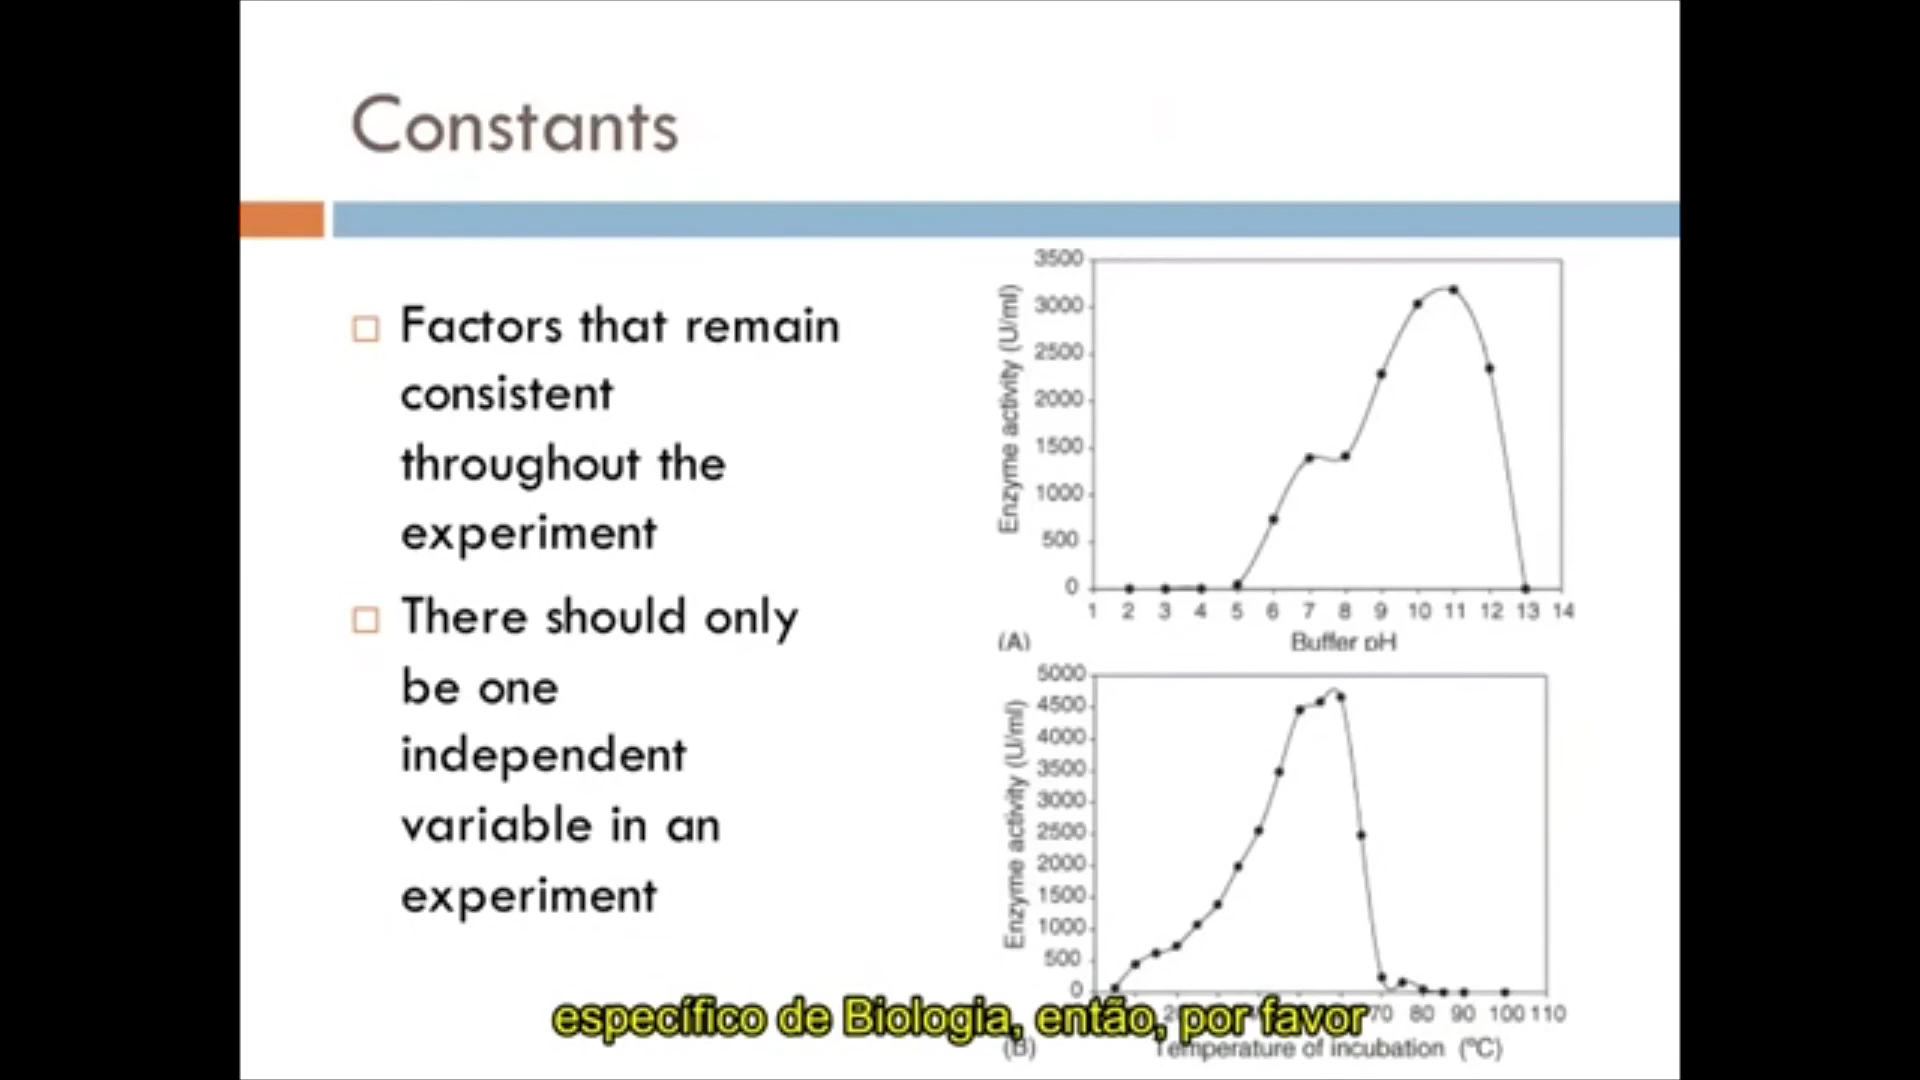 Constants
Factors that remain
consistent
throughout the
experiment
There should only
be one
independent
variable in an
experiment
3500
3000
2500
2000
1500
1000
500
0
Enzyme activity (U/ml)
1 2 3 4 5 6 7 8 9 10 11 12 13 14
(A)
Buffer pH
5000
4500
4000
3500
3000
2500
2000
1500
1000
500
0
Enzyme activity (U/ml)
70 80 90 100 110
(B)
Temperature of incubation (ºC)
específico de Biologia, então, por favor